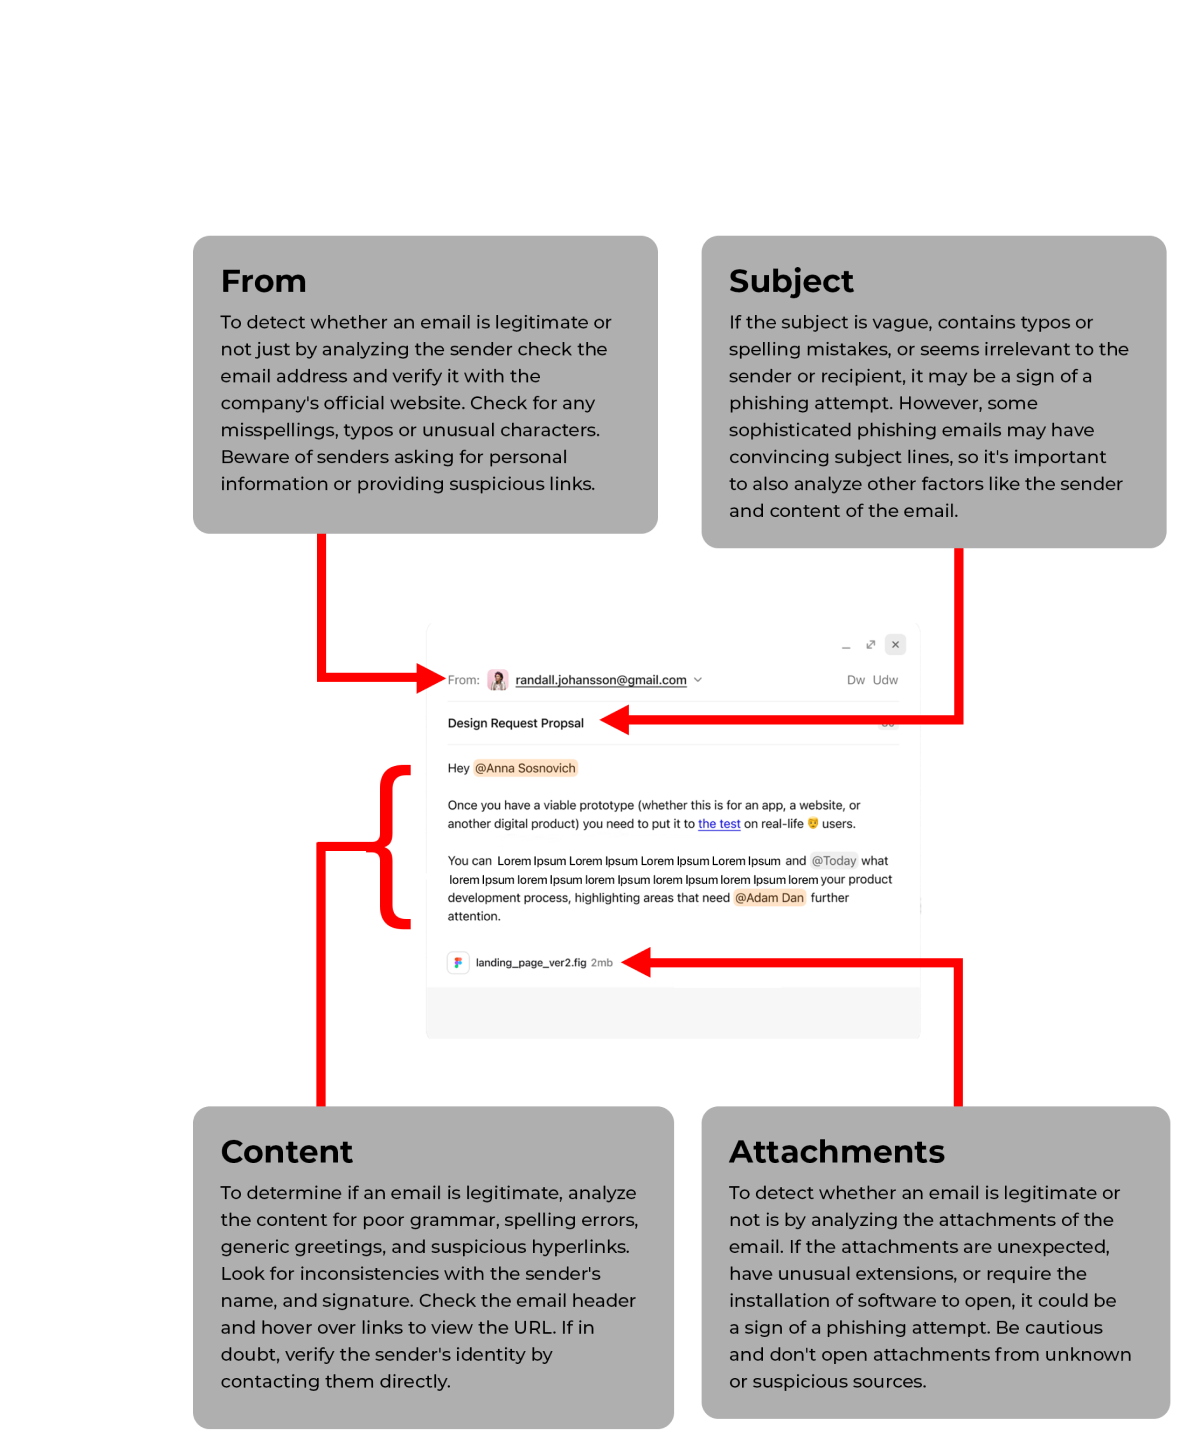 From
To detect whether an email is legitimate or
not just by analyzing the sender check the
email address and verify it with the
company's official website. Check for any
misspellings, typos or unusual characters.
Beware of senders asking for personal
information or providing suspicious links.
Subject
If the subject is vague, contains typos or
spelling mistakes, or seems irrelevant to the
sender or recipient, it may be a sign of a
phishing attempt. However, some
sophisticated phishing emails may have
convincing subject lines, so it's important
to also analyze other factors like the sender
and content of the email.
From: randall.johansson@gmail.com Dw Udw
Design Request Propsal
Hey @Anna Sosnovich
Once you have a viable prototype (whether this is for an app, a website, or
another digital product) you need to put it to the test on real-life users.
You can Lorem Ipsum Lorem Ipsum Lorem Ipsum Lorem Ipsum and @Today what
lorem Ipsum lorem Ipsum lorem Ipsum lorem Ipsum lorem Ipsum lorem your product
development process, highlighting areas that need @Adam Dan further
attention.
landing_page_ver2.fig 2mb
Content
To determine if an email is legitimate, analyze
the content for poor grammar, spelling errors,
generic greetings, and suspicious hyperlinks.
Look for inconsistencies with the sender's
name, and signature. Check the email header
and hover over links to view the URL. If in
doubt, verify the sender's identity by
contacting them directly.
Attachments
To detect whether an email is legitimate or
not is by analyzing the attachments of the
email. If the attachments are unexpected,
have unusual extensions, or require the
installation of software to open, it could be
a sign of a phishing attempt. Be cautious
and don't open attachments from unknown
or suspicious sources.